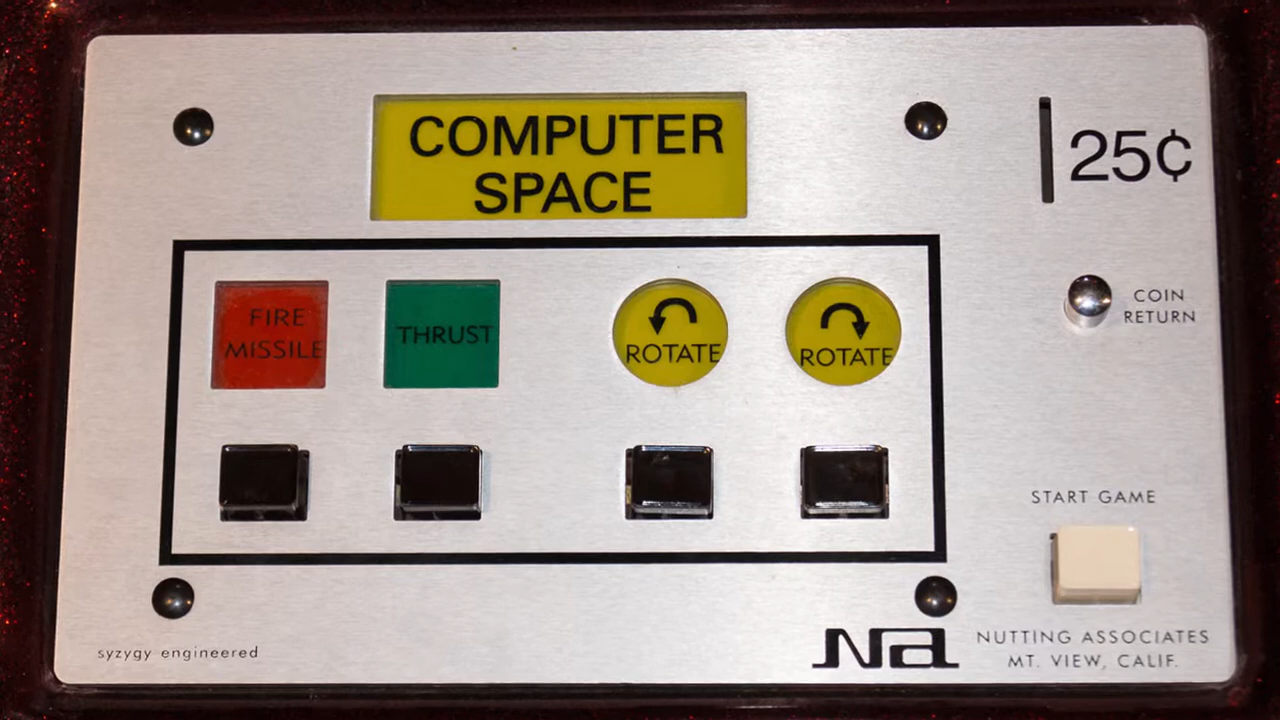 COMPUTER
SPACE
25¢
FIRE
MISSILE
THRUST
ROTATE
ROTATE
COIN
RETURN
START GAME
syzygy engineered
Na
NUTTING ASSOCIATES
MT. VIEW, CALIF.